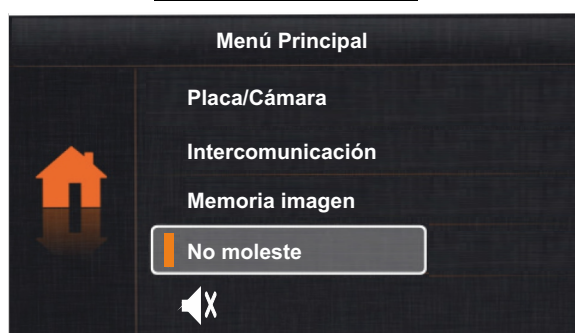 Menú Principal
Placa/Cámara
Intercomunicación
Memoria imagen
No moleste